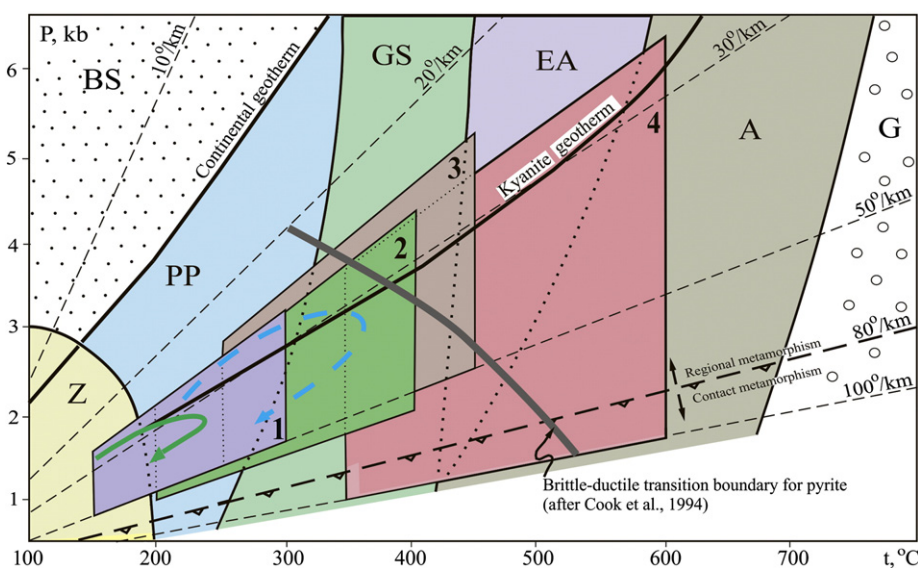 P, kb
BS
10°/km
Continental geotherm
GS
20°/km
EA
30°/km
6
4
A
G
5
3
Kyanite geotherm
50°/km
2
4
PP
3
80°/km
Regional metamorphism
Contact metamorphism
Z
2
1
100°/km
1
Brittle-ductile transition boundary for pyrite
(after Cook et al., 1994)
100
200
300
400
500
600
700
t, °C